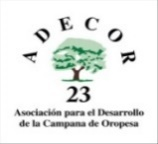 ADECOR
23
Asociación para el Desarrollo
de la Campana de Oropesa